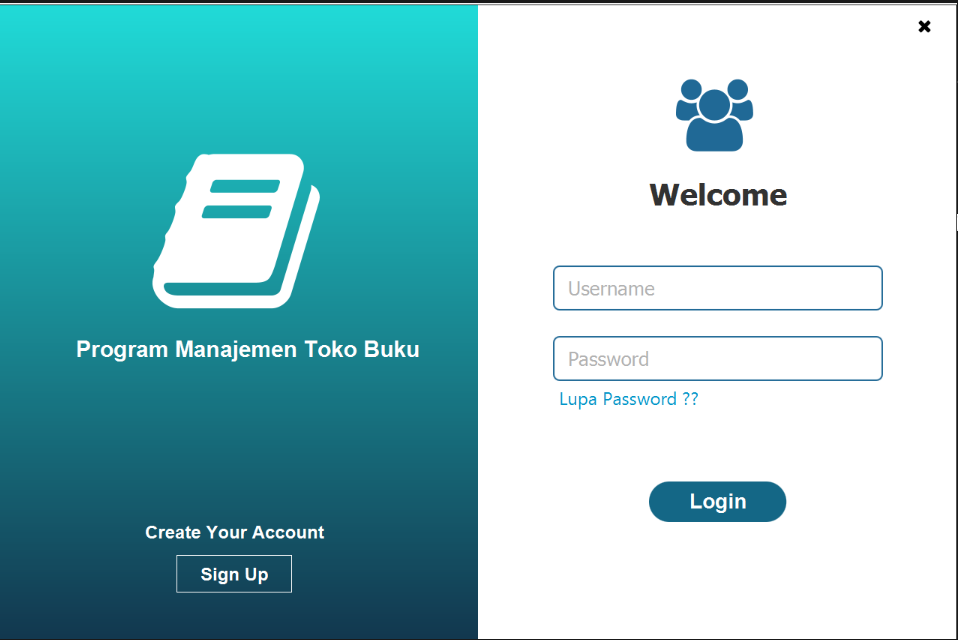 Program Manajemen Toko Buku
Create Your Account
Sign Up
Welcome
Username
Password
Lupa Password ??
Login